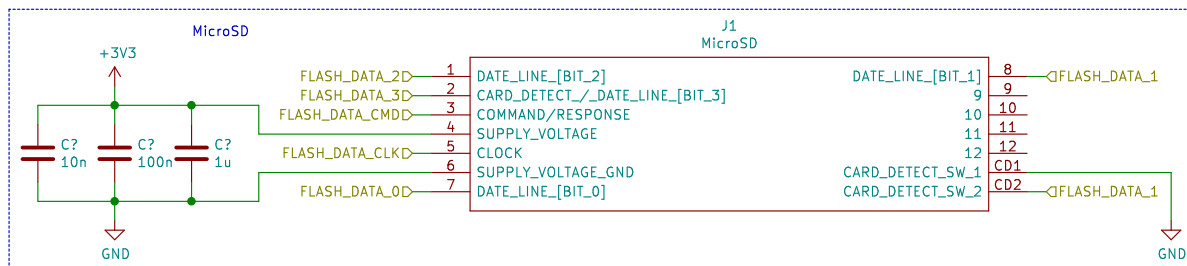 MicroSD
+3V3
C?
10n
C?
100n
C?
1u
GND
J1
MicroSD
FLASH_DATA_2 1 DATE_LINE_[BIT_2]
FLASH_DATA_3 2 CARD_DETECT_/_DATE_LINE_[BIT_3]
FLASH_DATA_CMD 3 COMMAND/RESPONSE
4 SUPPLY_VOLTAGE
FLASH_DATA_CLK 5 CLOCK
6 SUPPLY_VOLTAGE_GND
FLASH_DATA_0 7 DATE_LINE_[BIT_0]
DATE_LINE_[BIT_1] 8 FLASH_DATA_1
9 9
10 10
11 11
12 12
CARD_DETECT_SW_1 CD1
CARD_DETECT_SW_2 CD2 FLASH_DATA_1
GND